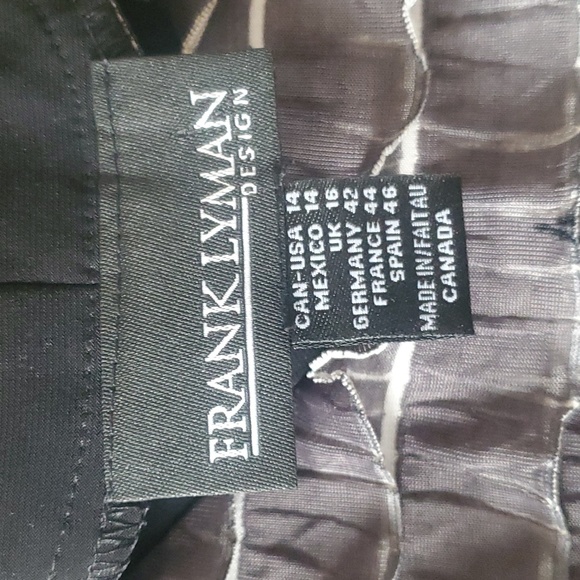 FRANK LYMAN
DESIGN
CAN-USA 14
MEXICO 14
UK 16
GERMANY 42
FRANCE 44
SPAIN 46
MADE IN/FAIT AU
CANADA